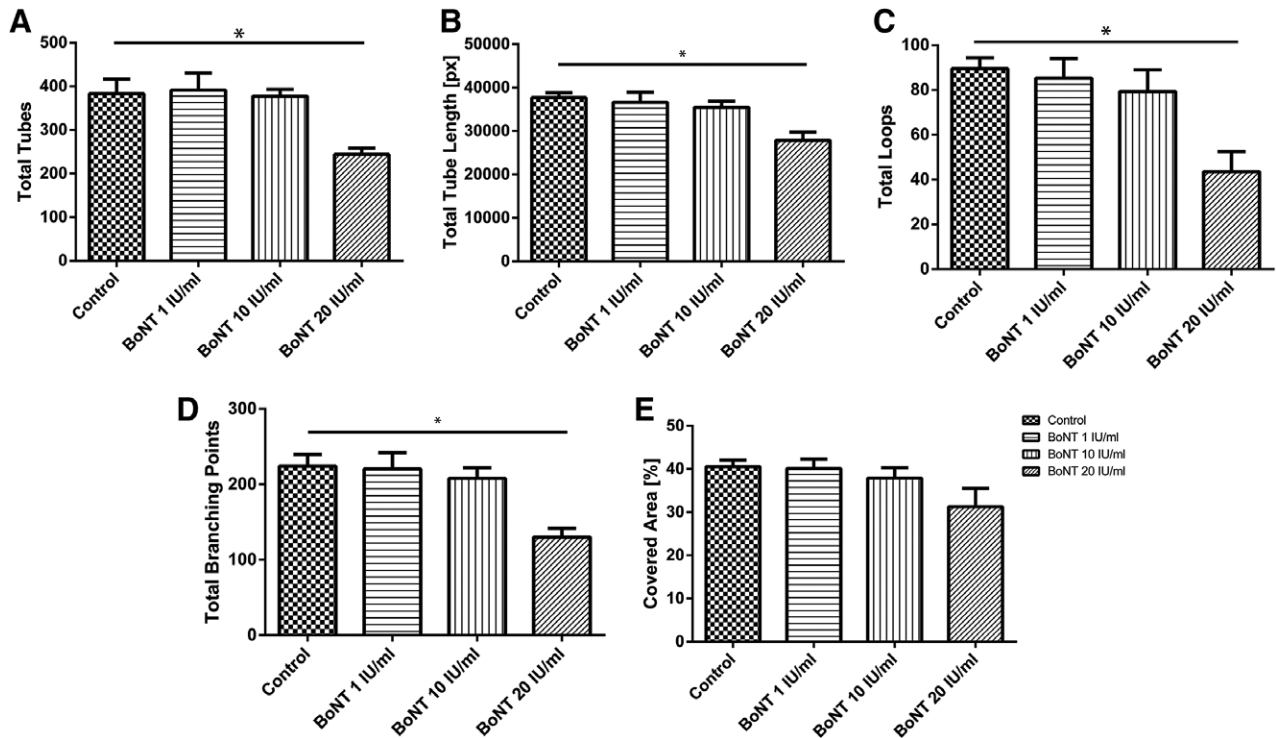 A
*
500
400
300
200
100
0
Total Tubes
Control
BoNT 1 IU/ml
BoNT 10 IU/ml
BoNT 20 IU/ml
B
*
50000
40000
30000
20000
10000
0
Total Tube Length [px]
Control
BoNT 1 IU/ml
BoNT 10 IU/ml
BoNT 20 IU/ml
C
*
100
80
60
40
20
0
Total Loops
Control
BoNT 1 IU/ml
BoNT 10 IU/ml
BoNT 20 IU/ml
D
*
300
200
100
0
Total Branching Points
Control
BoNT 1 IU/ml
BoNT 10 IU/ml
BoNT 20 IU/ml
E
50
40
30
20
10
0
Covered Area [%]
Control
BoNT 1 IU/ml
BoNT 10 IU/ml
BoNT 20 IU/ml
Control
BoNT 1 IU/ml
BoNT 10 IU/ml
BoNT 20 IU/ml